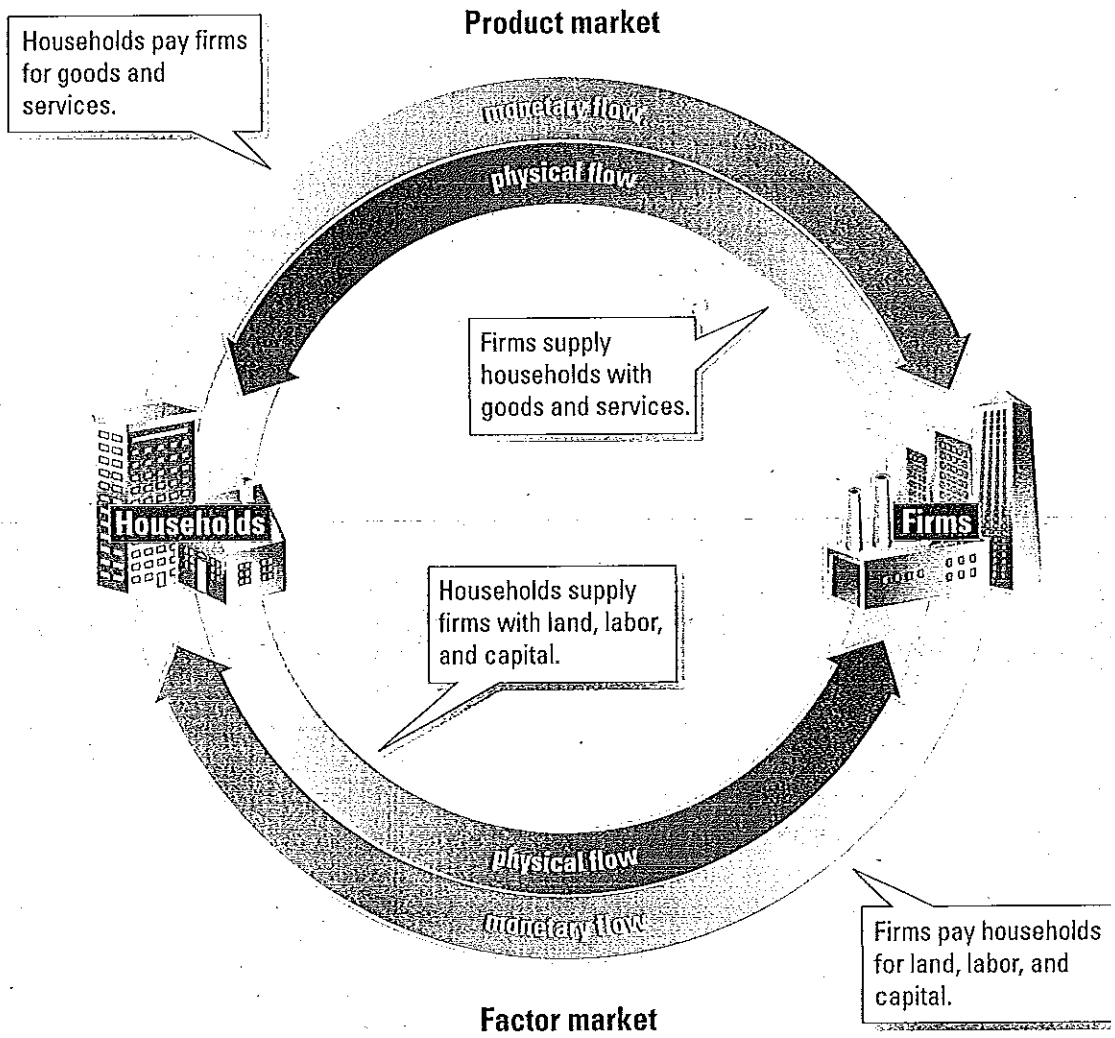 Product market
Households pay firms
for goods and
services.
monetary flow
physical flow
Firms supply
households with
goods and services.
Households
Firms
Households supply
firms with land, labor,
and capital.
physical flow
monetary flow
Firms pay households
for land, labor, and
capital.
Factor market